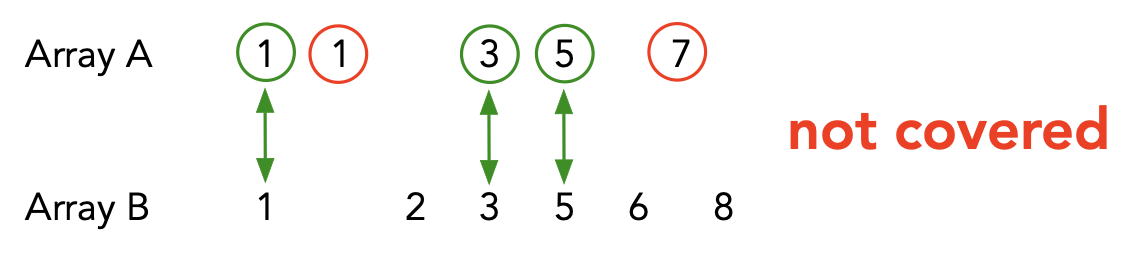 Array A 1 1 3 5 7
not covered
Array B 1 2 3 5 6 8